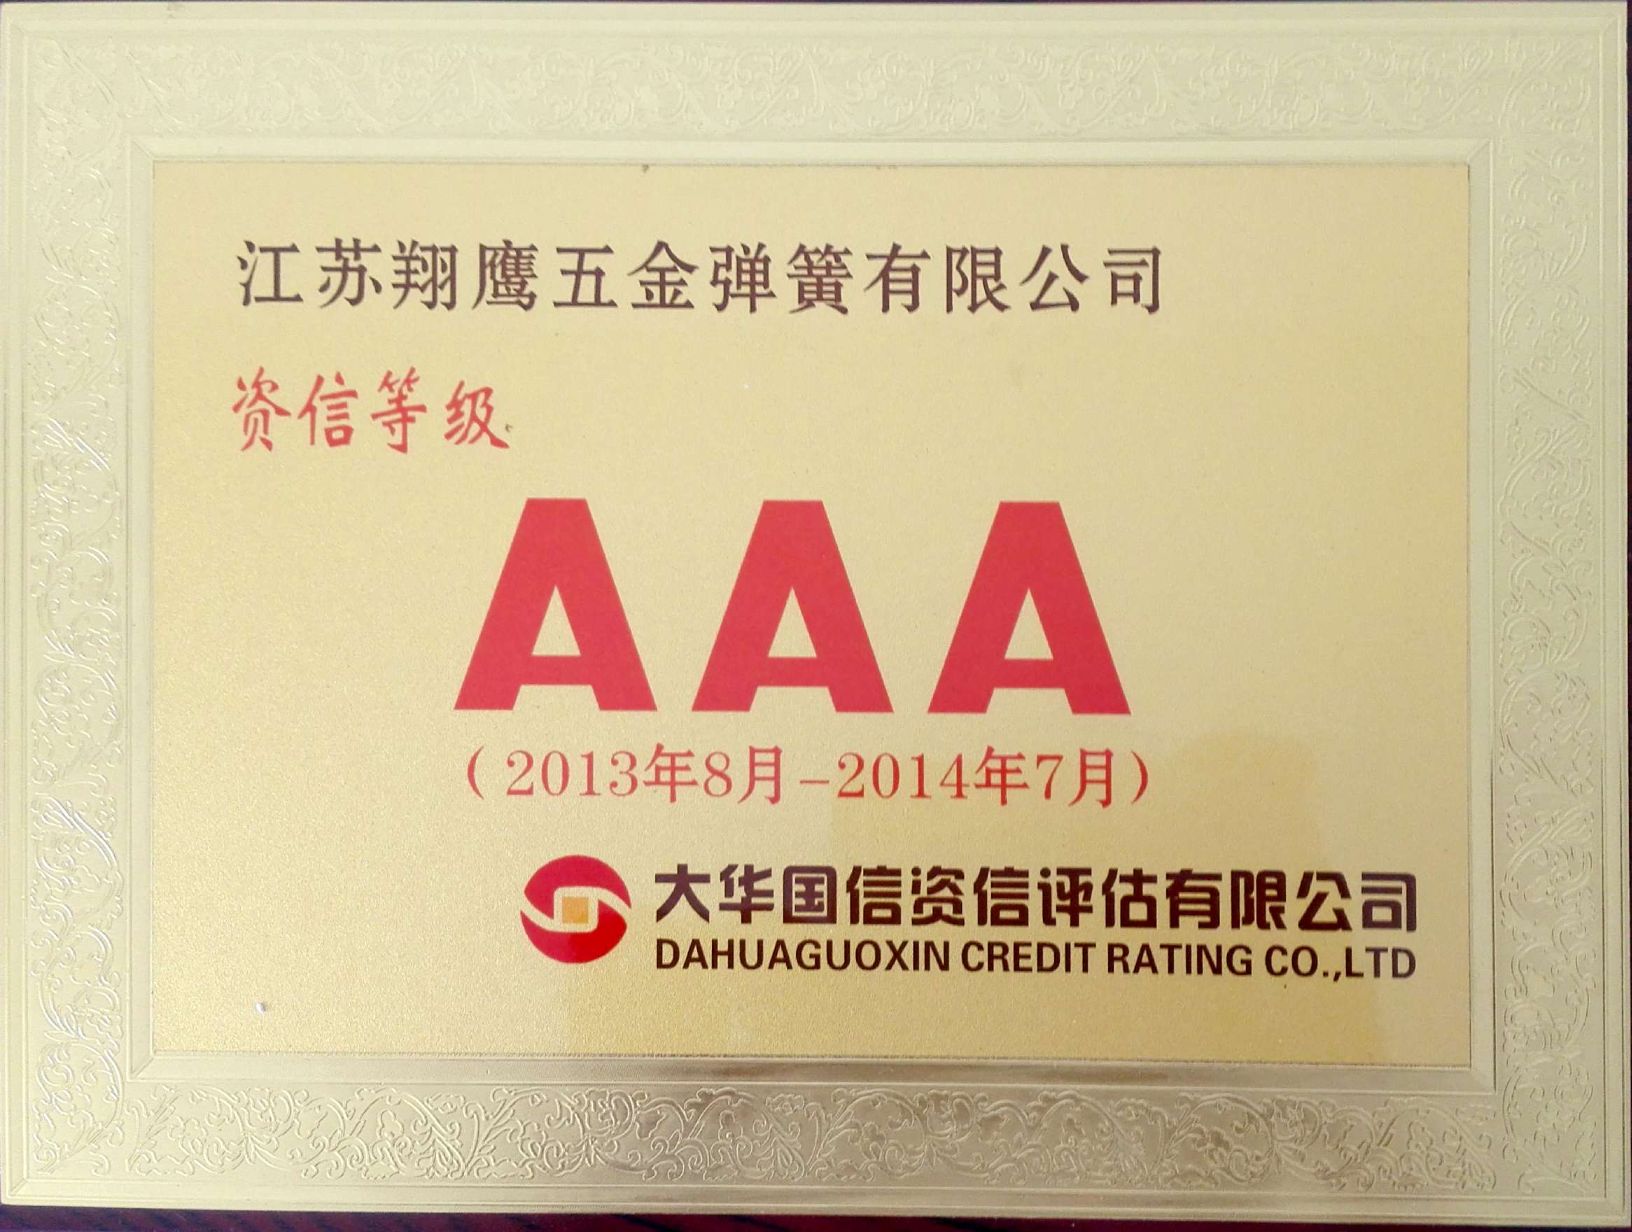 江苏翔鹰五金弹簧有限公司
资信等级
AAA
（2013年8月-2014年7月）
大华国信资信评估有限公司
DAHUAGUOXIN CREDIT RATING CO.,LTD